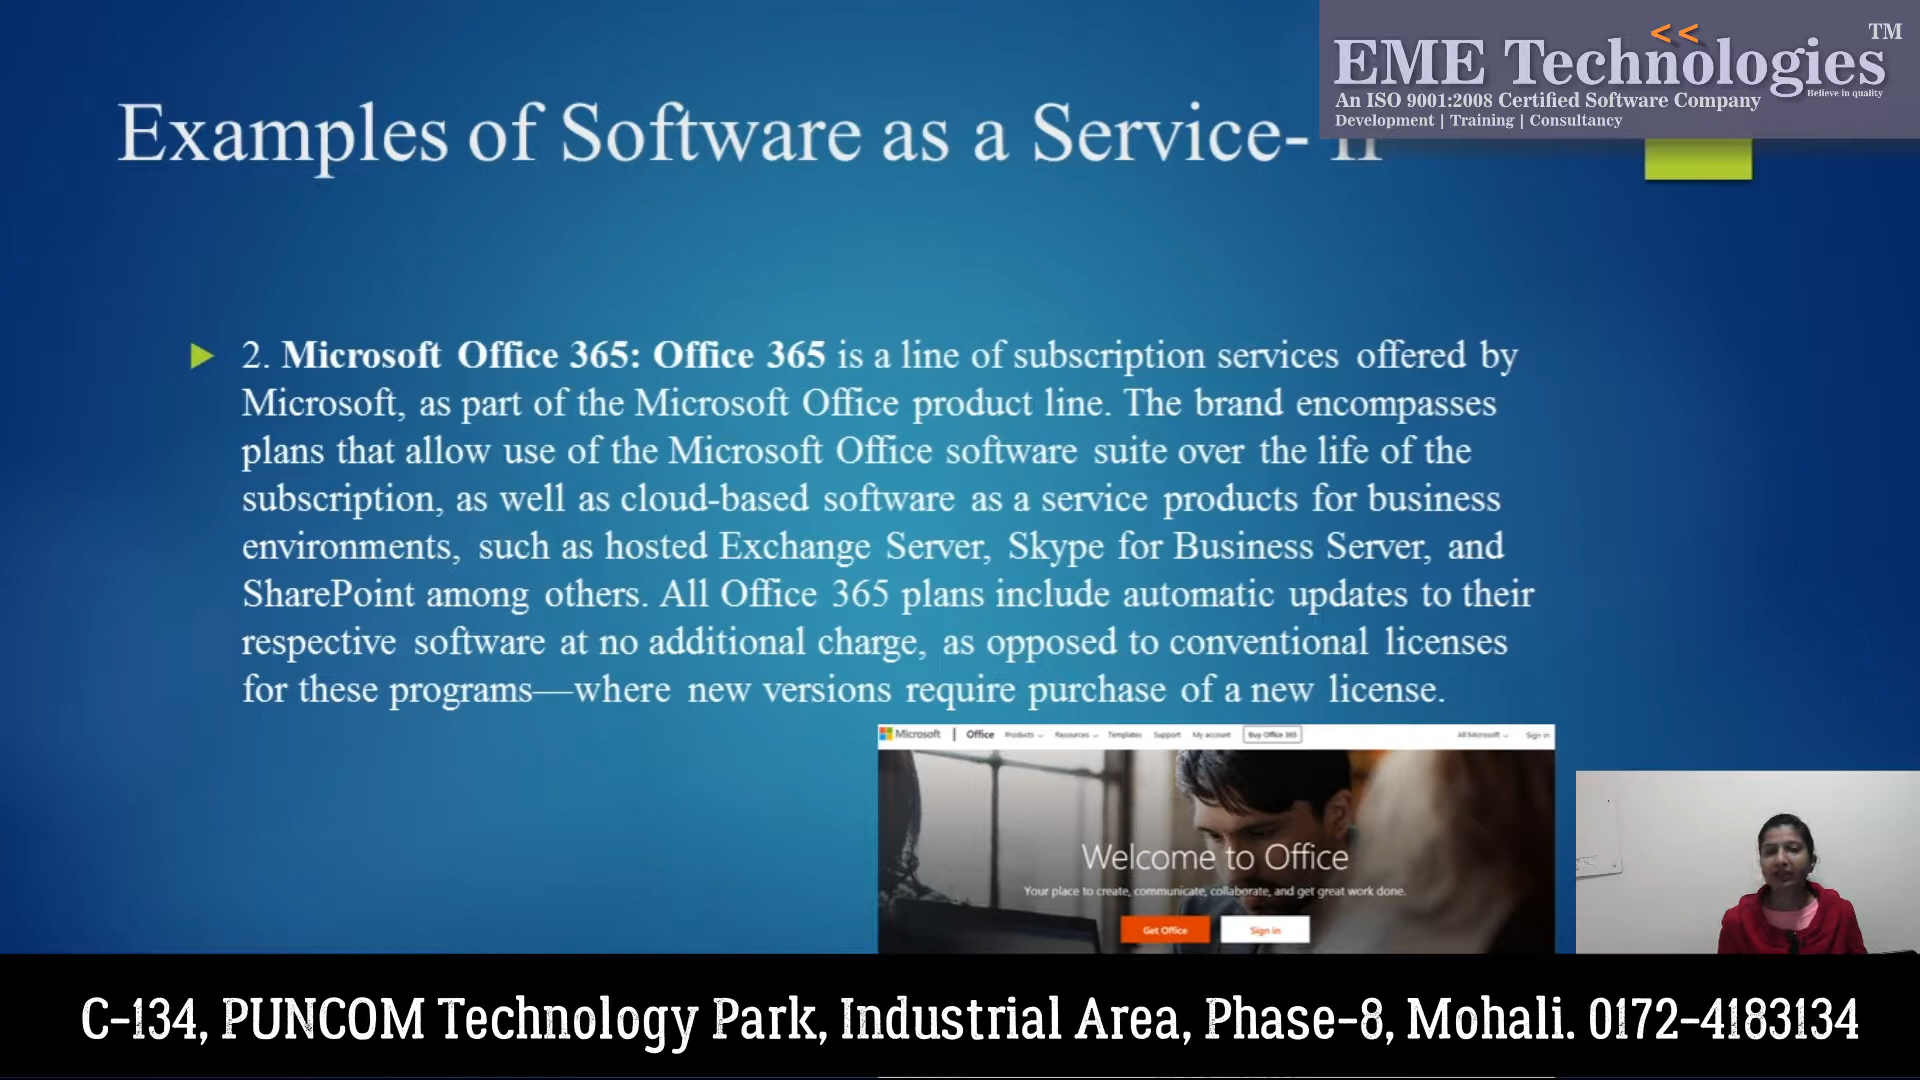 EME Technologies TM
<<
Believe in quality
An ISO 9001:2008 Certified Software Company
Development | Training | Consultancy
Examples of Software as a Service-
2. Microsoft Office 365: Office 365 is a line of subscription services offered by
Microsoft, as part of the Microsoft Office product line. The brand encompasses
plans that allow use of the Microsoft Office software suite over the life of the
subscription, as well as cloud-based software as a service products for business
environments, such as hosted Exchange Server, Skype for Business Server, and
SharePoint among others. All Office 365 plans include automatic updates to their
respective software at no additional charge, as opposed to conventional licenses
for these programs—where new versions require purchase of a new license.
Microsoft | Office Products Resources Templates Support My account Buy Office 365 All Microsoft Sign in
Welcome to Office
Your place to create, communicate, collaborate, and get great work done.
Get Office Sign in
C-134, PUNCOM Technology Park, Industrial Area, Phase-8, Mohali. 0172-4183134